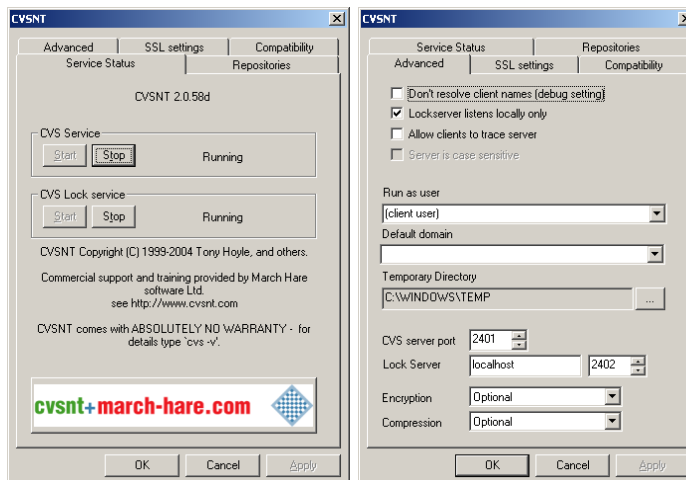 CVSNT
Advanced SSL settings Compatibility
Service Status Repositories
CVSNT 2.0.58d
CVS Service
Start Stop Running
CVS Lock service
Start Stop Running
CVSNT Copyright (C) 1999-2004 Tony Hoyle, and others.
Commercial support and training provided by March Hare
software Ltd.
see http://www.cvsnt.com
CVSNT comes with ABSOLUTELY NO WARRANTY - for
details type `cvs -v'.
cvsnt+march-hare.com
OK Cancel Apply
CVSNT
Service Status Repositories
Advanced SSL settings Compatibility
Don't resolve client names (debug setting)
Lockserver listens locally only
Allow clients to trace server
Server is case sensitive
Run as user
(client user)
Default domain
Temporary Directory
C:\WINDOWS\TEMP ...
CVS server port 2401
Lock Server localhost 2402
Encryption Optional
Compression Optional
OK Cancel Apply